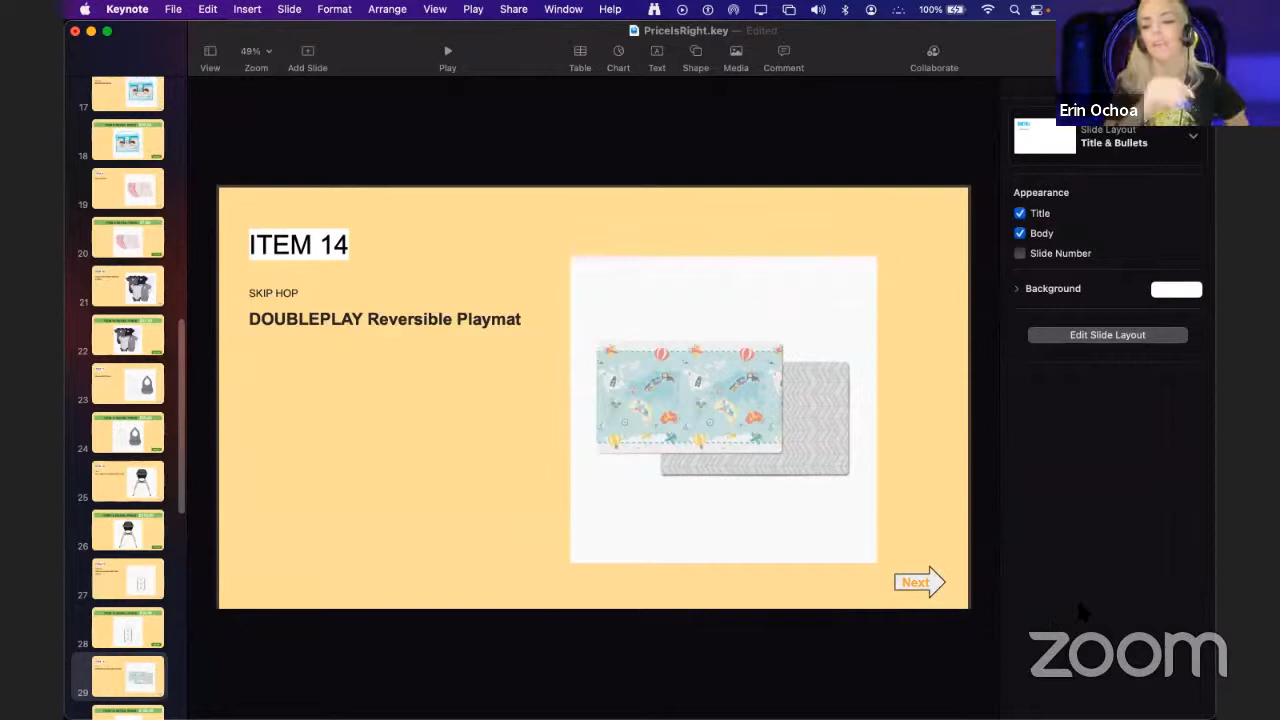 Keynote File Edit Insert Slide Format Arrange View Play Share Window Help 100%
PriceIsRight.key — Edited
49%
View Zoom Add Slide Play Table Chart Text Shape Media Comment Collaborate
Erin Ochoa
Slide Layout
Title & Bullets
Appearance
Title
Body
Slide Number
Background
Edit Slide Layout
17
18
19
20
21
22
23
24
25
26
27
28
29
ITEM 14
SKIP HOP
DOUBLEPLAY Reversible Playmat
Next
zoom